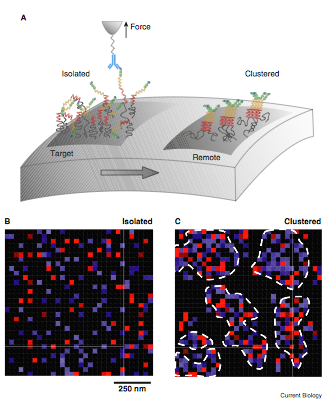 A
Force
Isolated
Clustered
Target
Remote
B
Isolated
C
Clustered
250 nm
Current Biology